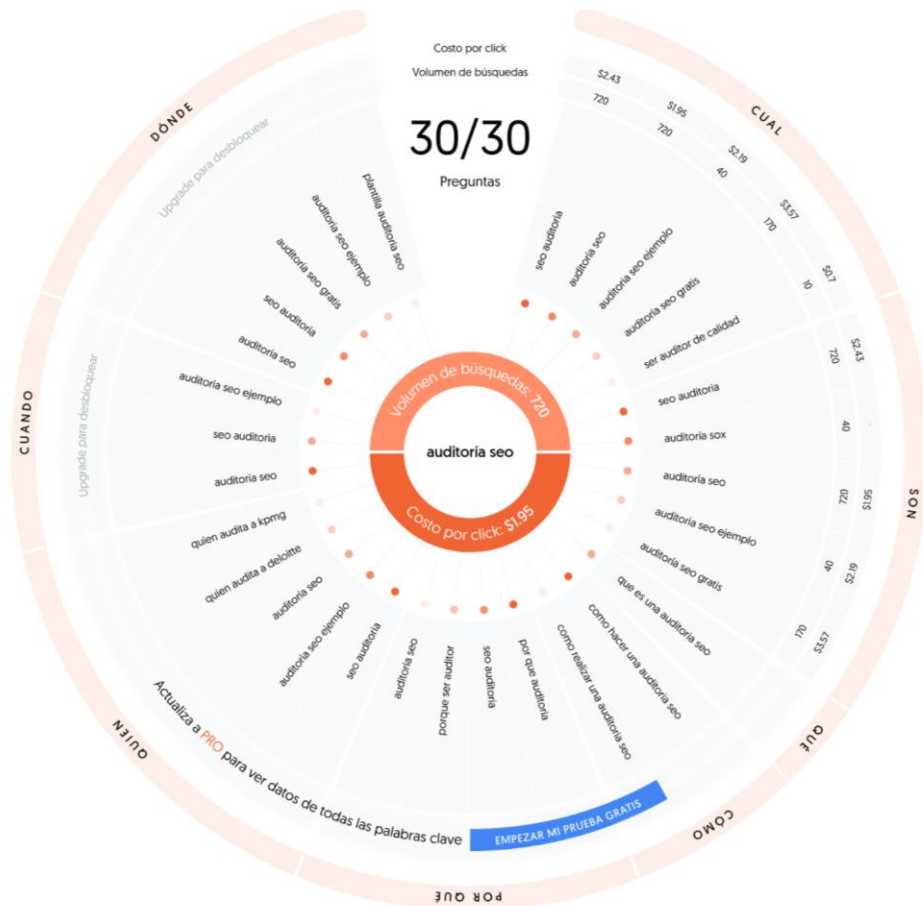 Costo por click
Volumen de búsquedas
30/30
Preguntas
CUAL
$2.43
$1.95
$2.19
$3.57
$0.7
720
720
40
170
10
seo auditoria
auditoria seo
auditoria seo ejemplo
auditoria seo gratis
ser auditor de calidad
SON
$2.43
-
$1.95
$2.19
$3.57
720
40
720
40
170
seo auditoria
auditoria sox
auditoria seo
auditoria seo ejemplo
auditoria seo gratis
QUÉ
que es una auditoria seo
CÓMO
como hacer una auditoria seo
como realizar una auditoria seo
POR QUÉ
por que auditoria
seo auditoria
porque ser auditor
auditoria seo
QUIEN
seo auditoria
auditoria seo ejemplo
auditoria seo
quien audita a deloitte
quien audita a kpmg
CUANDO
Upgrade para desbloquear
auditoria seo
seo auditoria
auditoria seo ejemplo
DÓNDE
Upgrade para desbloquear
auditoria seo
seo auditoria
auditoria seo gratis
auditoria seo ejemplo
plantilla auditoria seo
Volumen de búsquedas: 720
auditoría seo
Costo por click: $1.95
Actualiza a PRO para ver datos de todas las palabras clave
EMPEZAR MI PRUEBA GRATIS